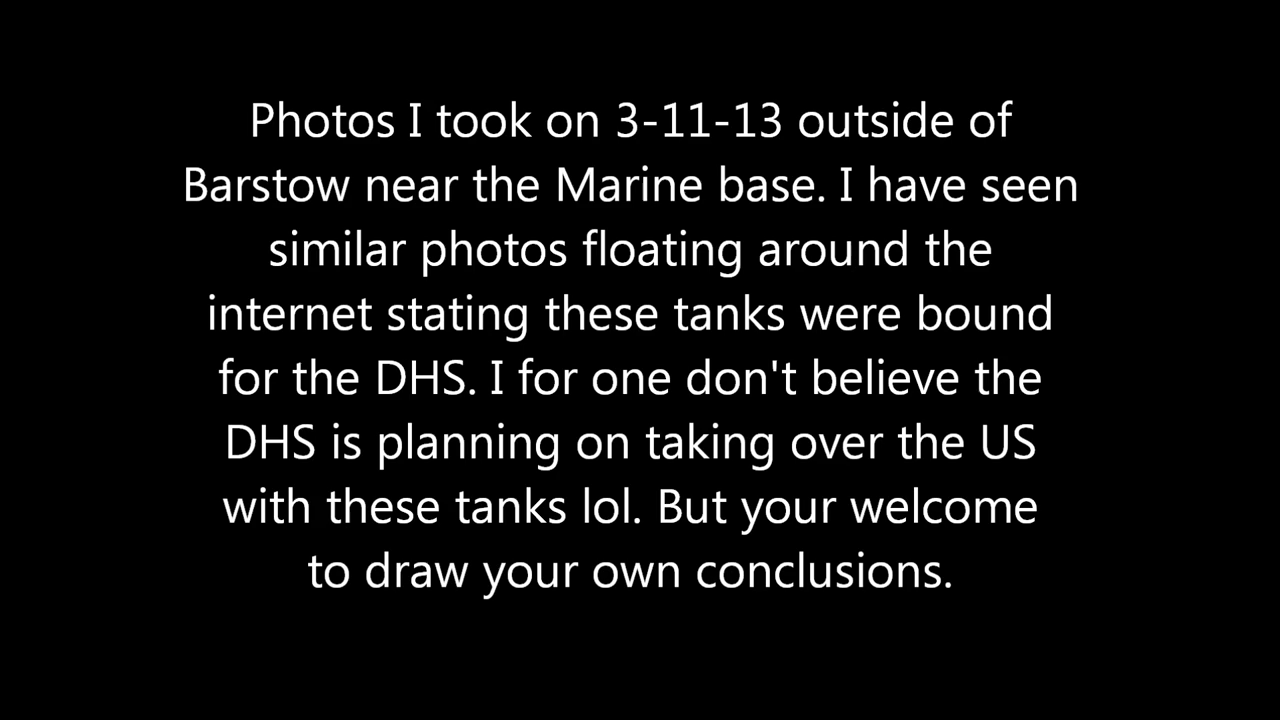 Photos I took on 3-11-13 outside of
Barstow near the Marine base. I have seen
similar photos floating around the
internet stating these tanks were bound
for the DHS. I for one don't believe the
DHS is planning on taking over the US
with these tanks lol. But your welcome
to draw your own conclusions.